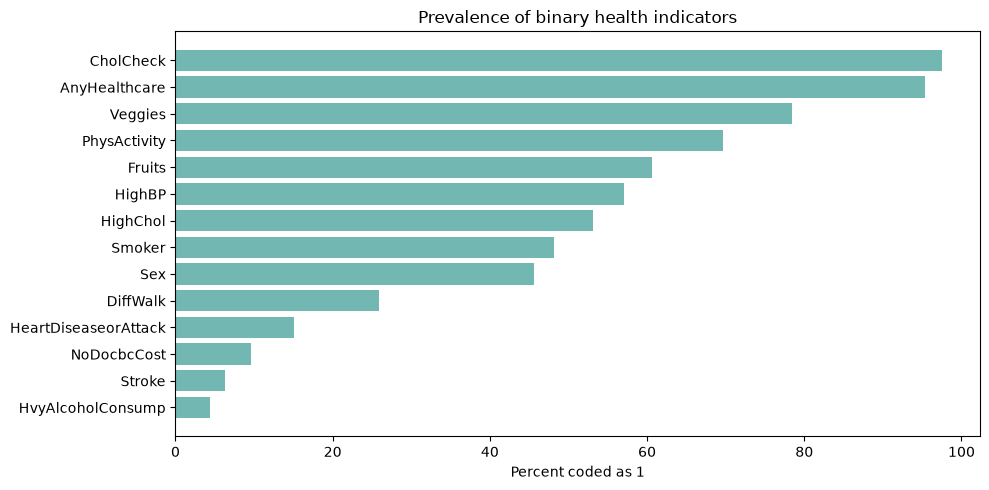 Prevalence of binary health indicators
CholCheck
AnyHealthcare
Veggies
PhysActivity
Fruits
HighBP
HighChol
Smoker
Sex
DiffWalk
HeartDiseaseorAttack
NoDocbcCost
Stroke
HvyAlcoholConsump
0 20 40 60 80 100
Percent coded as 1